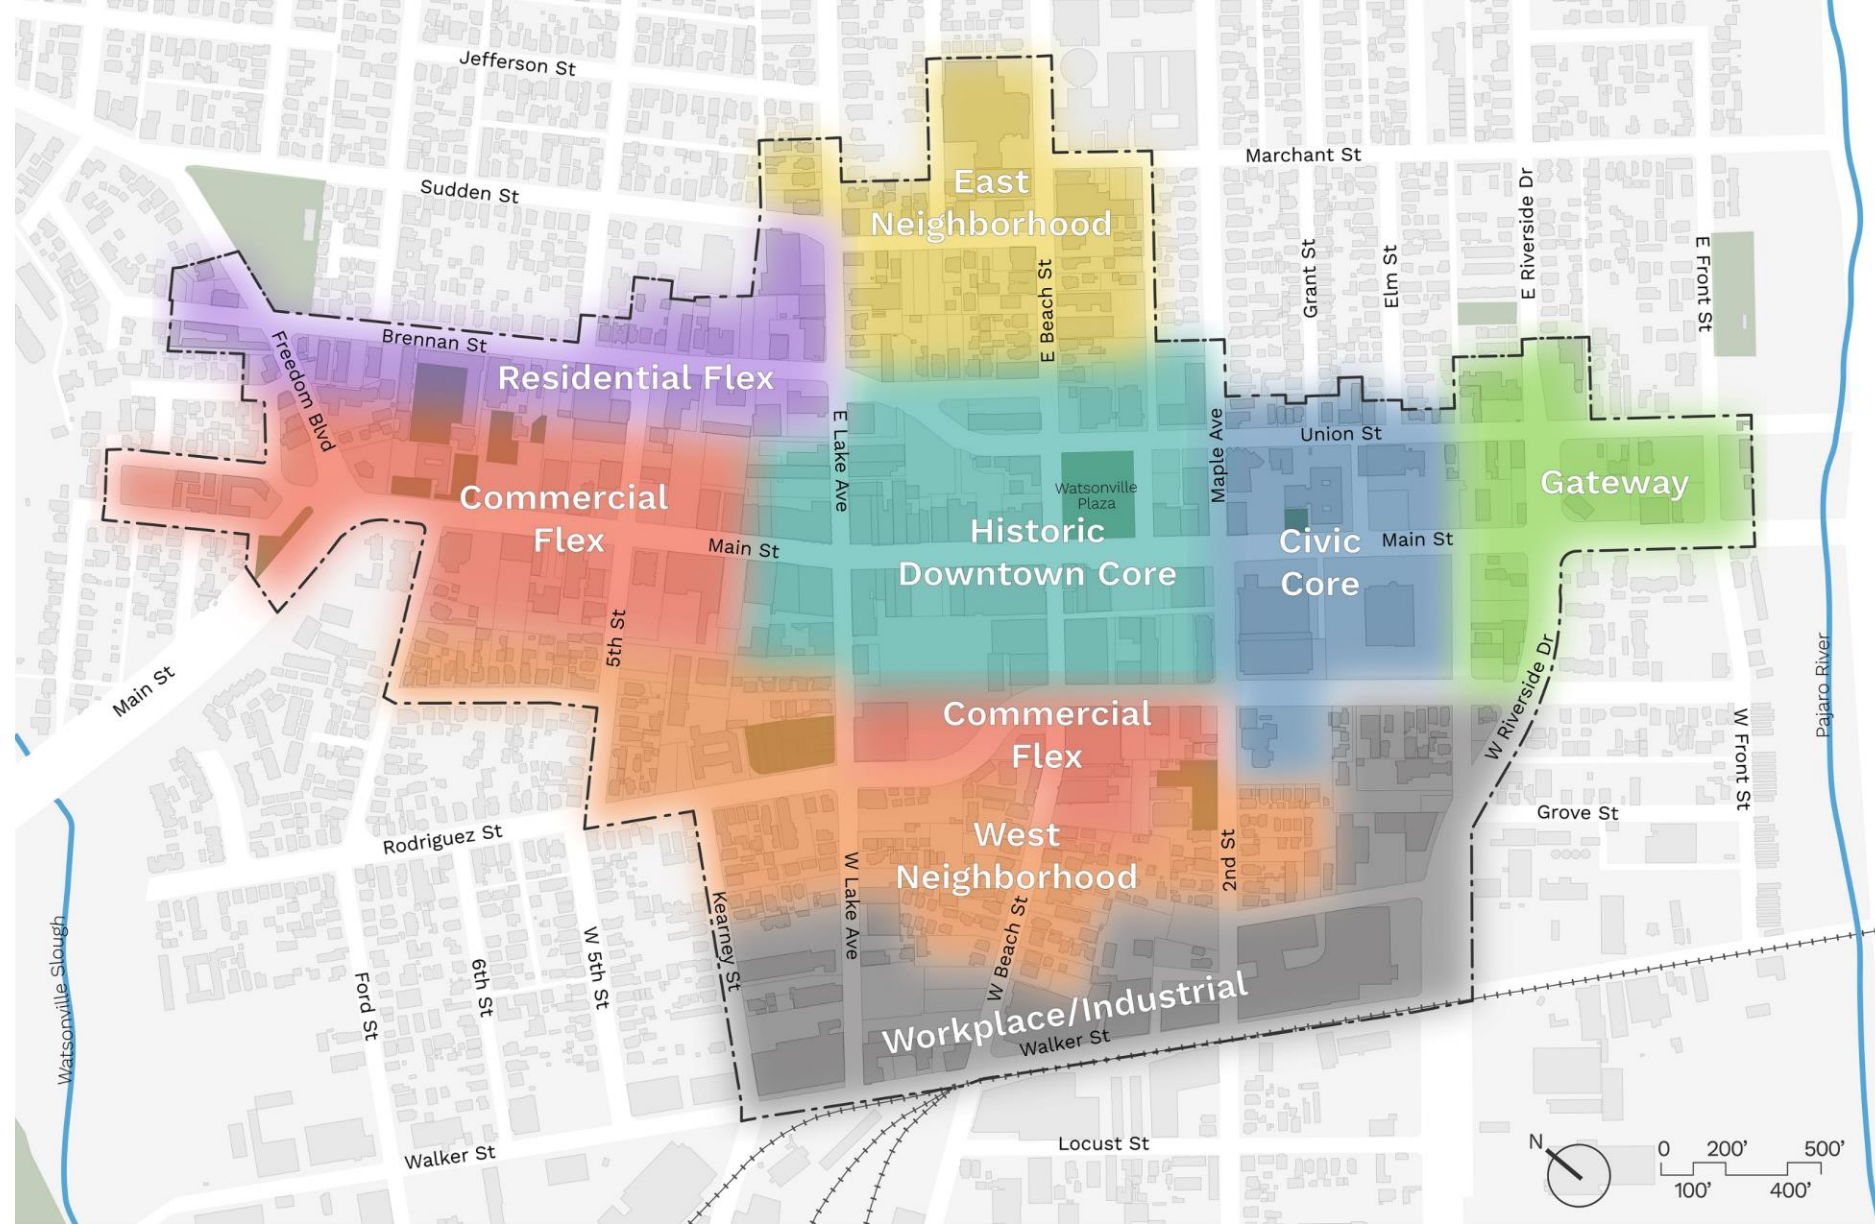 Jefferson St
Marchant St
Sudden St
East
Neighborhood
E Riverside Dr
Grant St
Elm St
E Front St
E Beach St
Brennan St
Freedom Blvd
Residential Flex
E Lake Ave
Maple Ave
Union St
Commercial
Flex
Watsonville
Plaza
Gateway
Main St
Historic
Downtown Core
Civic
Core
Main St
5th St
Main St
Pajaro River
W Riverside Dr
Commercial
Flex
W Front St
Grove St
Rodriguez St
West
Neighborhood
2nd St
W Lake Ave
Kearney St
W Beach St
Watsonville Slough
Ford St
6th St
W 5th St
Workplace/Industrial
Walker St
Walker St
Locust St
N
0 200' 500'
100' 400'